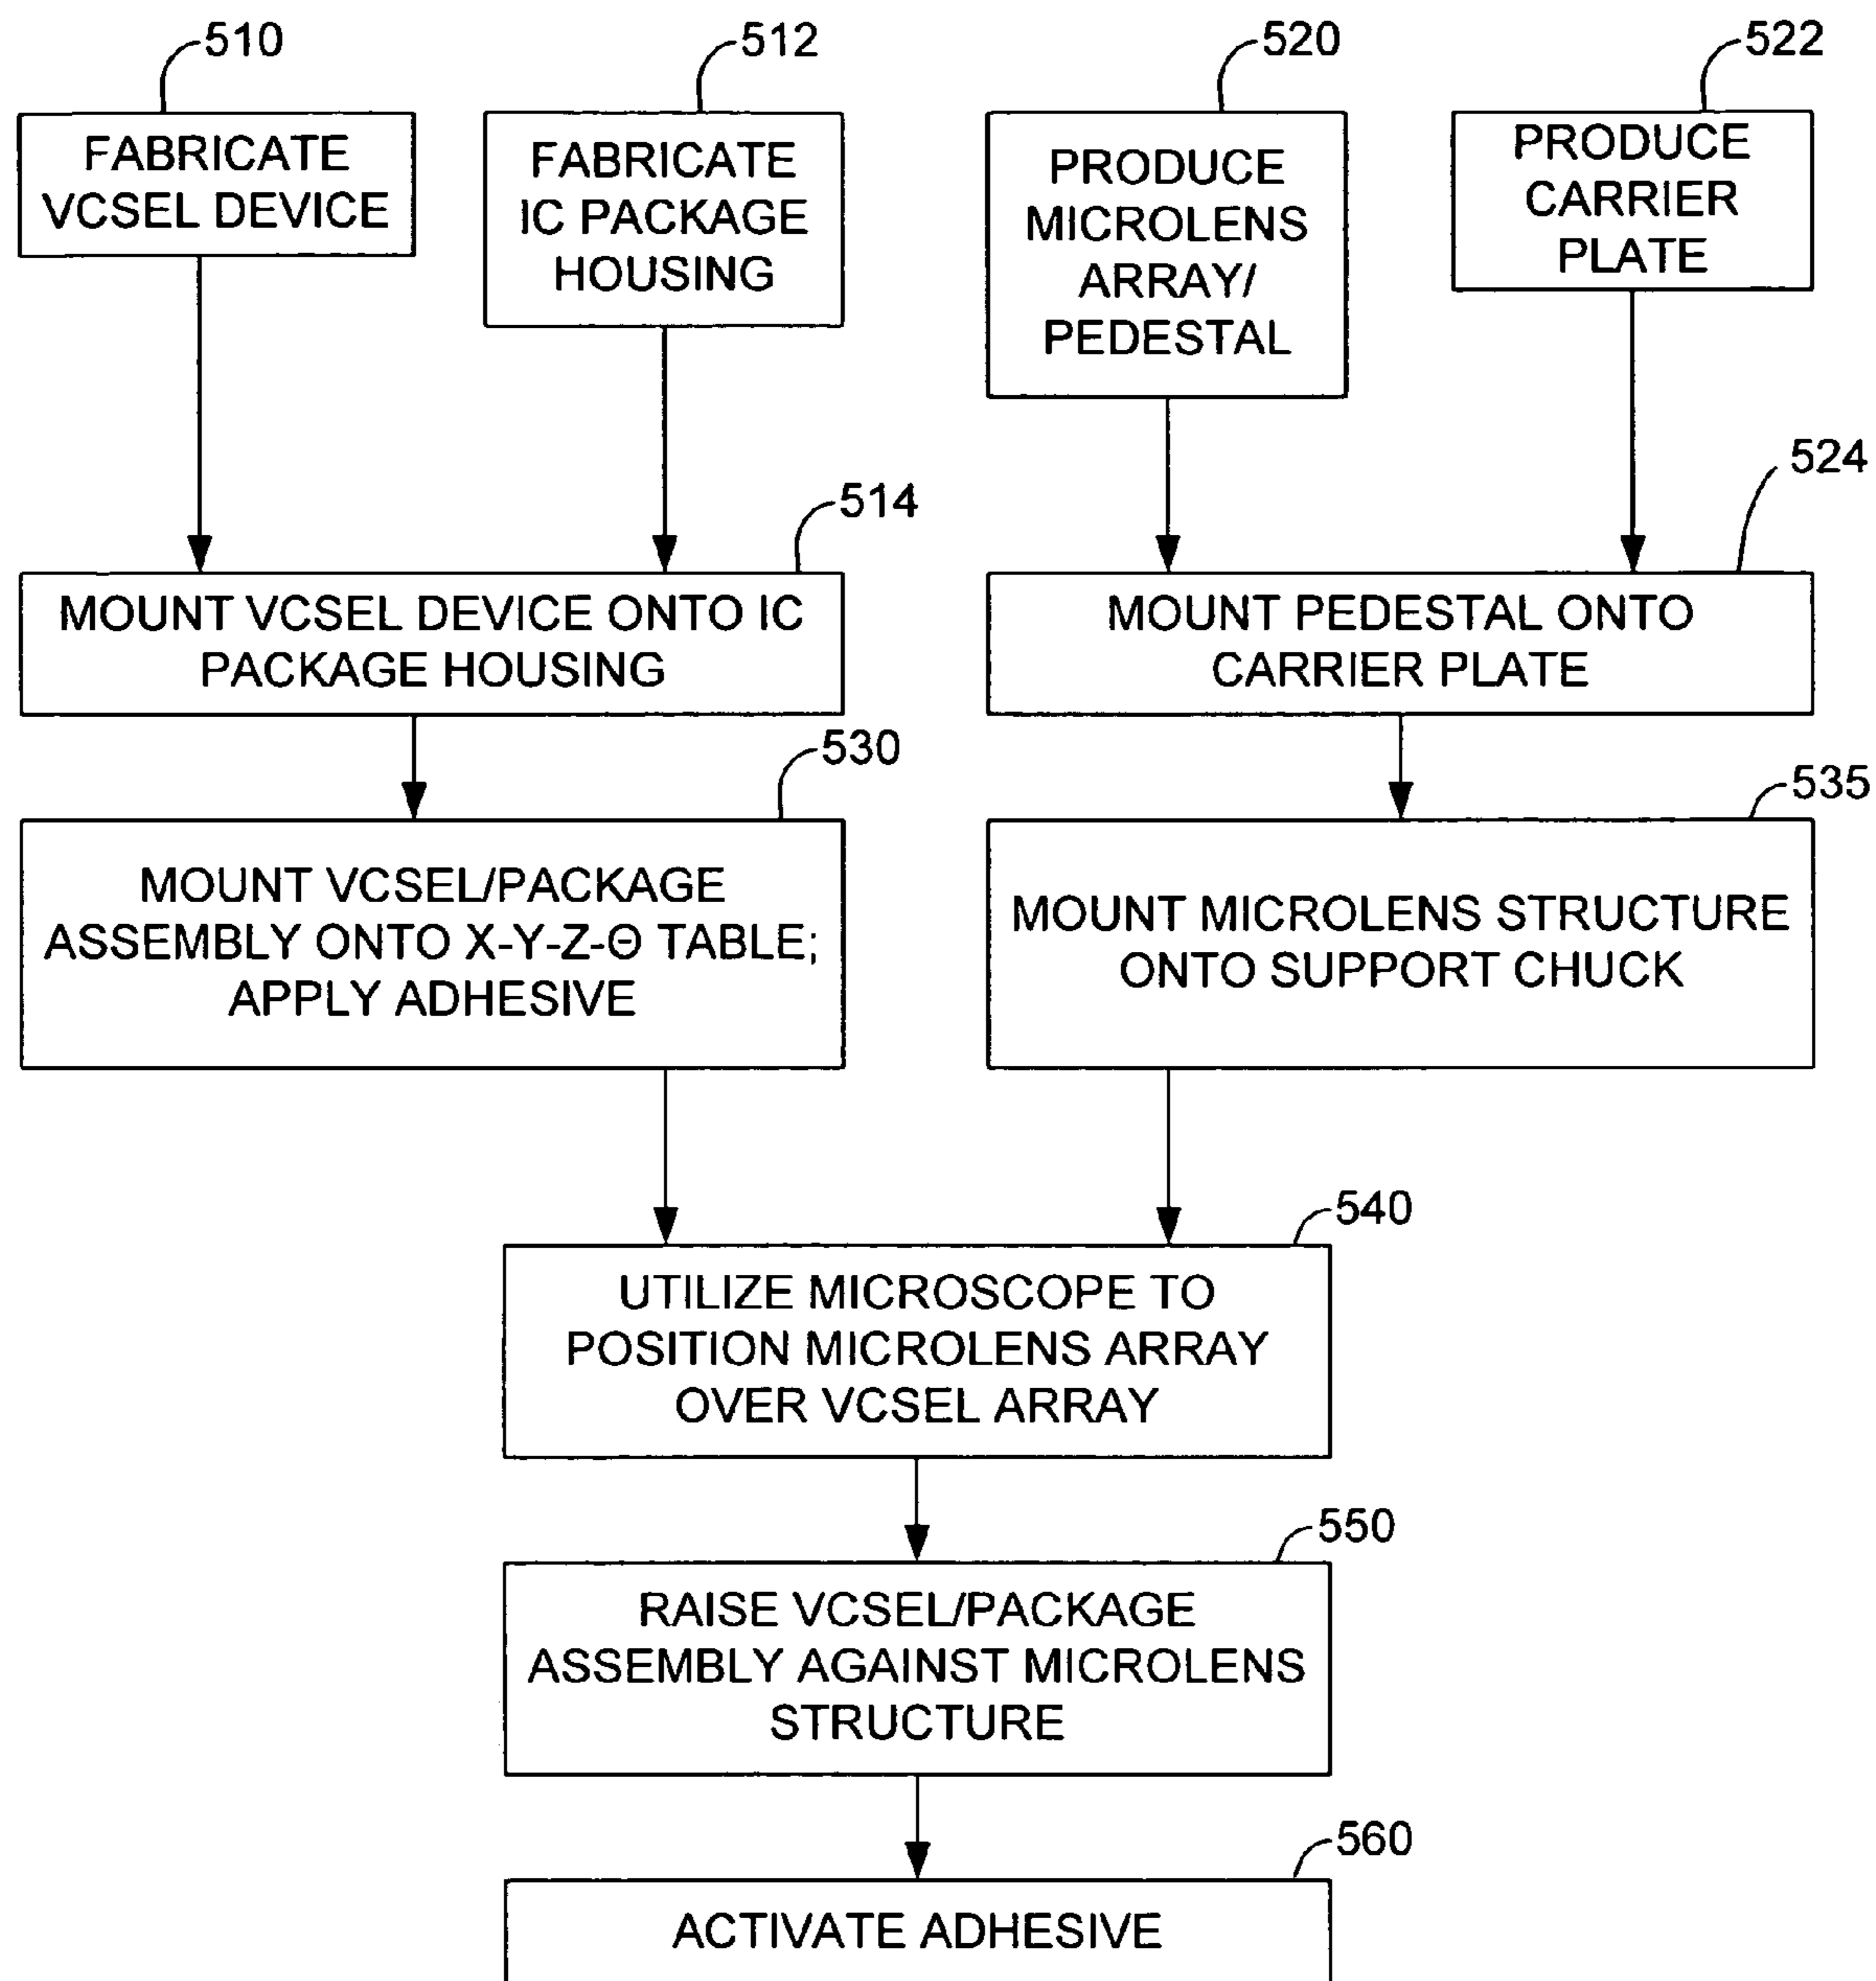 510
512
520
522
FABRICATE
VCSEL DEVICE
FABRICATE
IC PACKAGE
HOUSING
PRODUCE
MICROLENS
ARRAY/
PEDESTAL
PRODUCE
CARRIER
PLATE
514
524
MOUNT VCSEL DEVICE ONTO IC
PACKAGE HOUSING
MOUNT PEDESTAL ONTO
CARRIER PLATE
530
535
MOUNT VCSEL/PACKAGE
ASSEMBLY ONTO X-Y-Z-Θ TABLE;
APPLY ADHESIVE
MOUNT MICROLENS STRUCTURE
ONTO SUPPORT CHUCK
540
UTILIZE MICROSCOPE TO
POSITION MICROLENS ARRAY
OVER VCSEL ARRAY
550
RAISE VCSEL/PACKAGE
ASSEMBLY AGAINST MICROLENS
STRUCTURE
560
ACTIVATE ADHESIVE